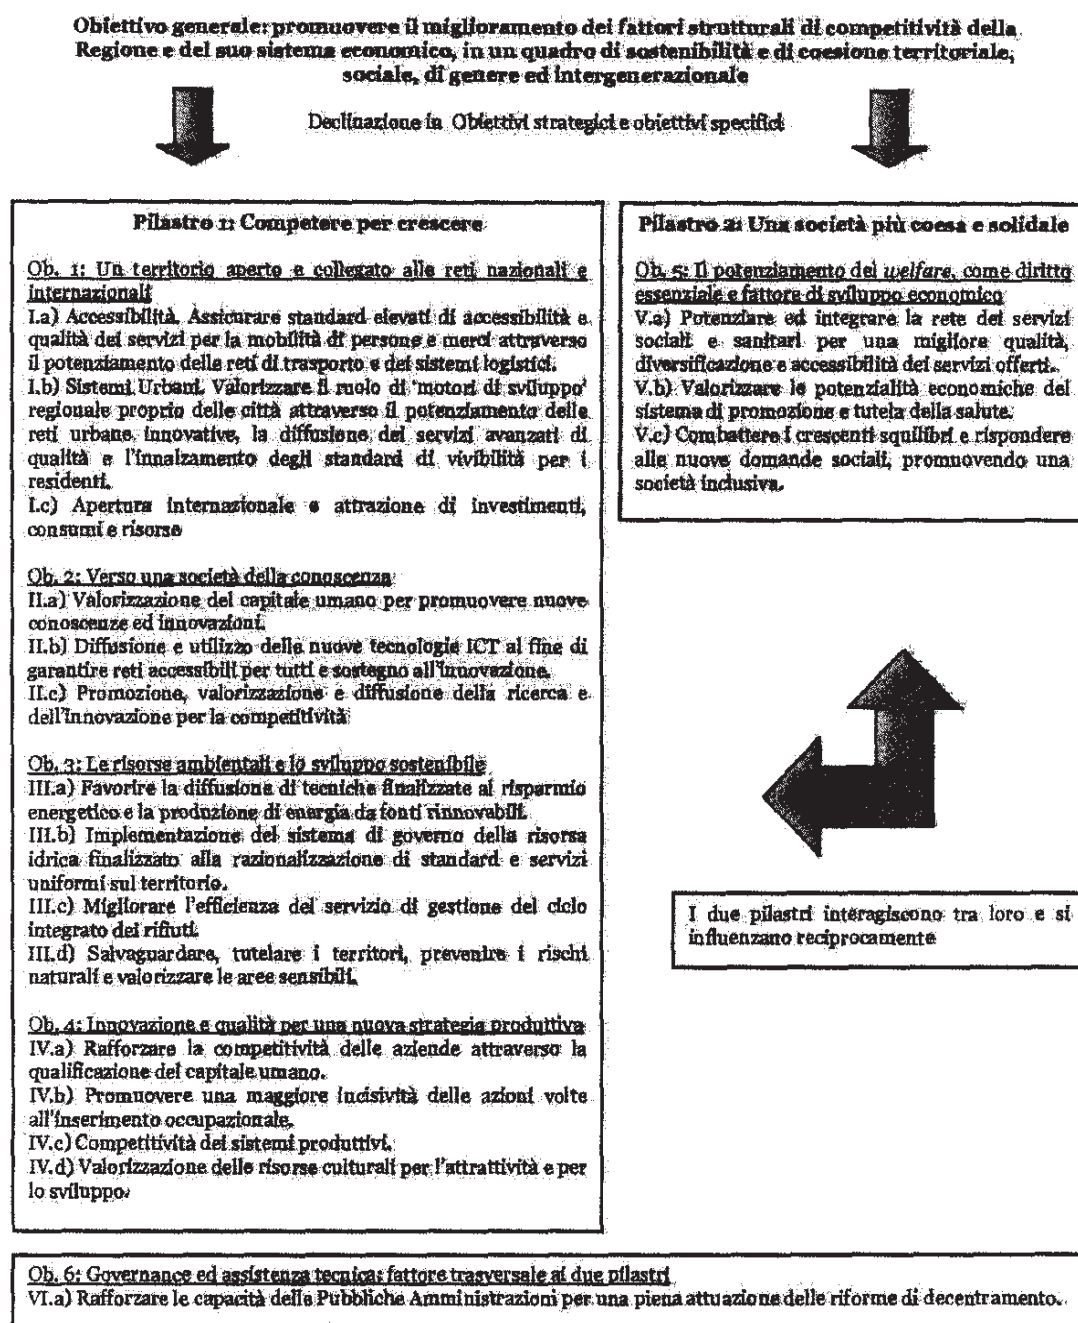 Obiettivo generale: promuovere il miglioramento dei fattori strutturali di competitività della
Regione e del suo sistema economico, in un quadro di sostenibilità e di coesione territoriale,
sociale, di genere ed intergenerazionale
Declinazione in Obiettivi strategici e obiettivi specifici
Pilastro 1: Competere per crescere
Ob. 1: Un territorio aperto e collegato alle reti nazionali e
internazionali
I.a) Accessibilità. Assicurare standard elevati di accessibilità e
qualità dei servizi per la mobilità di persone e merci attraverso
il potenziamento delle reti di trasporto e dei sistemi logistici.
I.b) Sistemi Urbani. Valorizzare il ruolo di 'motori di sviluppo'
regionale proprio delle città attraverso il potenziamento delle
reti urbane innovative, la diffusione dei servizi avanzati di
qualità e l'innalzamento degli standard di vivibilità per i
residenti.
I.c) Apertura internazionale e attrazione di investimenti,
consumi e risorse
Ob. 2: Verso una società della conoscenza
II.a) Valorizzazione del capitale umano per promuovere nuove
conoscenze ed innovazioni.
II.b) Diffusione e utilizzo delle nuove tecnologie ICT al fine di
garantire reti accessibili per tutti e sostegno all'innovazione.
II.c) Promozione, valorizzazione e diffusione della ricerca e
dell'innovazione per la competitività
Ob. 3: Le risorse ambientali e lo sviluppo sostenibile
III.a) Favorire la diffusione di tecniche finalizzate al risparmio
energetico e la produzione di energia da fonti rinnovabili.
III.b) Implementazione del sistema di governo della risorsa
idrica finalizzato alla razionalizzazione di standard e servizi
uniformi sul territorio.
III.c) Migliorare l'efficienza del servizio di gestione del ciclo
integrato dei rifiuti.
III.d) Salvaguardare, tutelare i territori, prevenire i rischi
naturali e valorizzare le aree sensibili.
Ob. 4: Innovazione e qualità per una nuova strategia produttiva
IV.a) Rafforzare la competitività delle aziende attraverso la
qualificazione del capitale umano.
IV.b) Promuovere una maggiore incisività delle azioni volte
all'inserimento occupazionale.
IV.c) Competitività dei sistemi produttivi.
IV.d) Valorizzazione delle risorse culturali per l'attrattività e per
lo sviluppo.
Pilastro 2: Una società più coesa e solidale
Ob. 5: Il potenziamento del welfare, come diritto
essenziale e fattore di sviluppo economico
V.a) Potenziare ed integrare la rete dei servizi
sociali e sanitari per una migliore qualità,
diversificazione e accessibilità dei servizi offerti.
V.b) Valorizzare le potenzialità economiche del
sistema di promozione e tutela della salute.
V.c) Combattere i crescenti squilibri e rispondere
alle nuove domande sociali, promuovendo una
società inclusiva.
I due pilastri interagiscono tra loro e si
influenzano reciprocamente
Ob. 6: Governance ed assistenza tecnica: fattore trasversale ai due pilastri
VI.a) Rafforzare le capacità delle Pubbliche Amministrazioni per una piena attuazione delle riforme di decentramento.